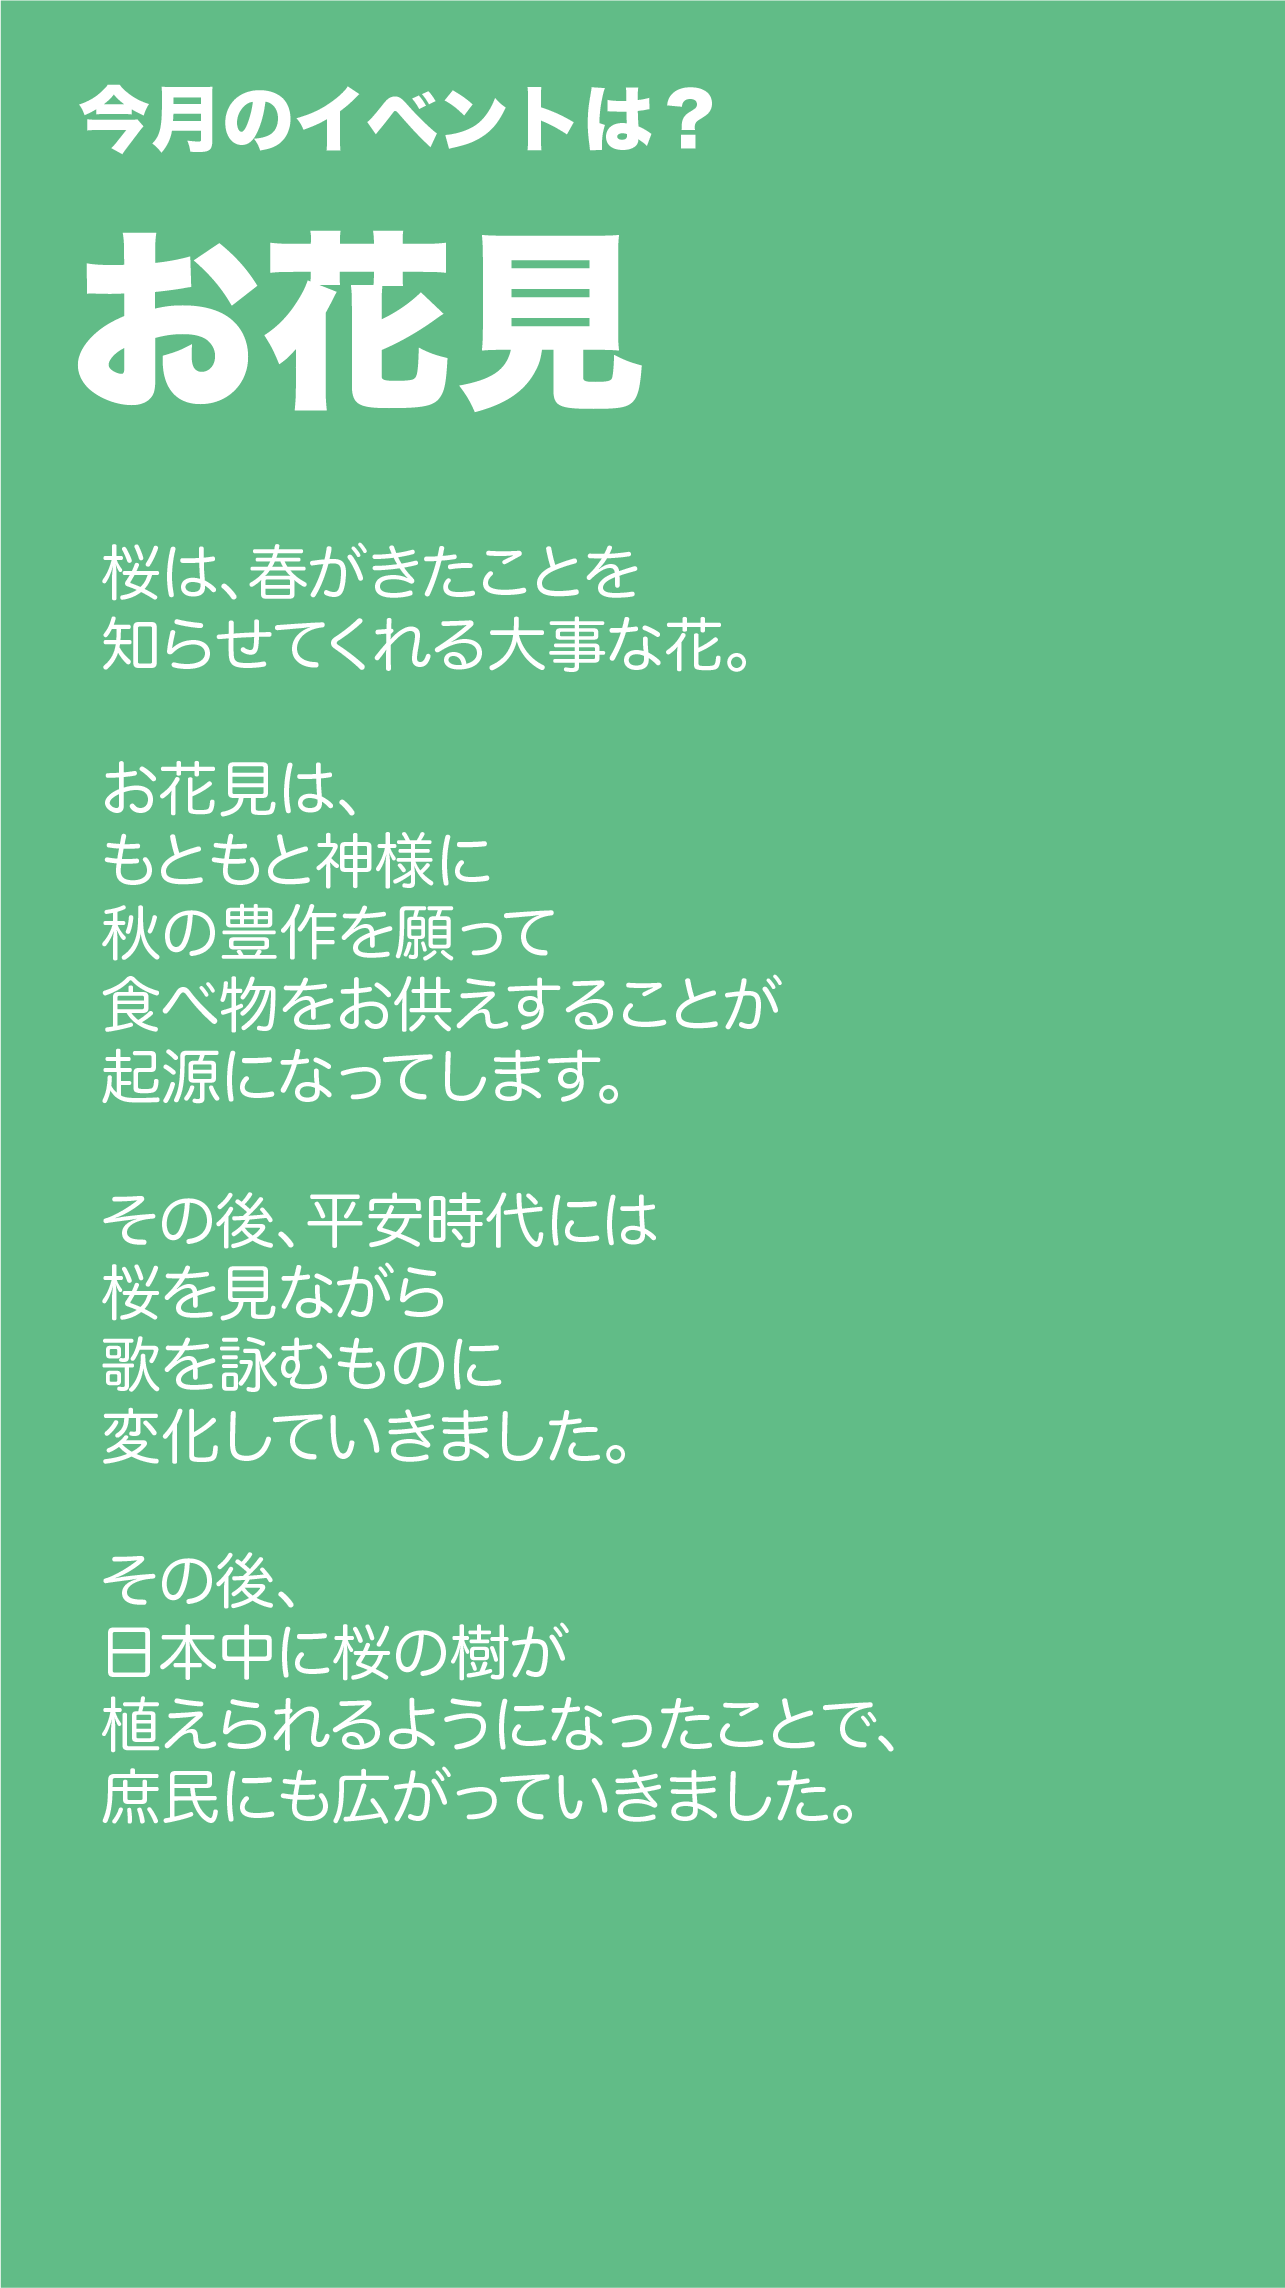 今月のイベントは？
お花見
桜は、春がきたことを
知らせてくれる大事な花。
お花見は、
もともと神様に
秋の豊作を願って
食べ物をお供えすることが
起源になってします。
その後、平安時代には
桜を見ながら
歌を詠むものに
変化していきました。
その後、
日本中に桜の樹が
植えられるようになったことで、
庶民にも広がっていきました。